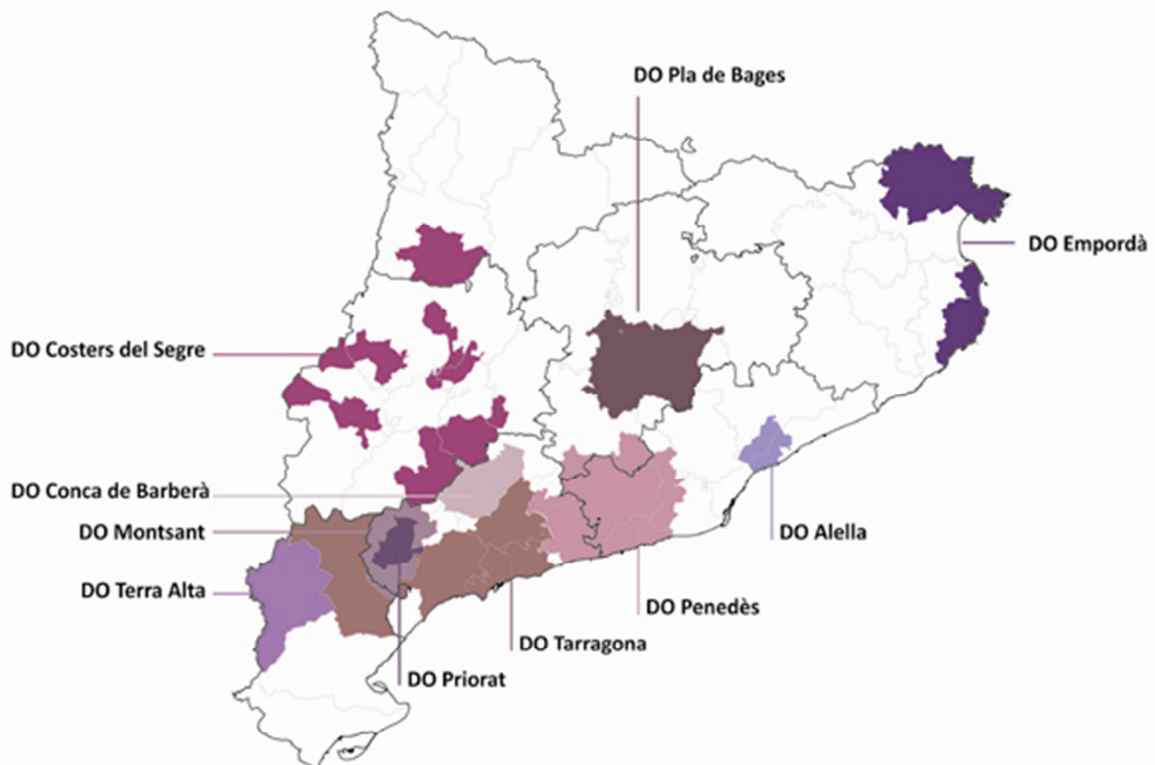 DO Pla de Bages
DO Empordà
DO Costers del Segre
DO Conca de Barberà
DO Montsant
DO Alella
DO Terra Alta
DO Penedès
DO Tarragona
DO Priorat